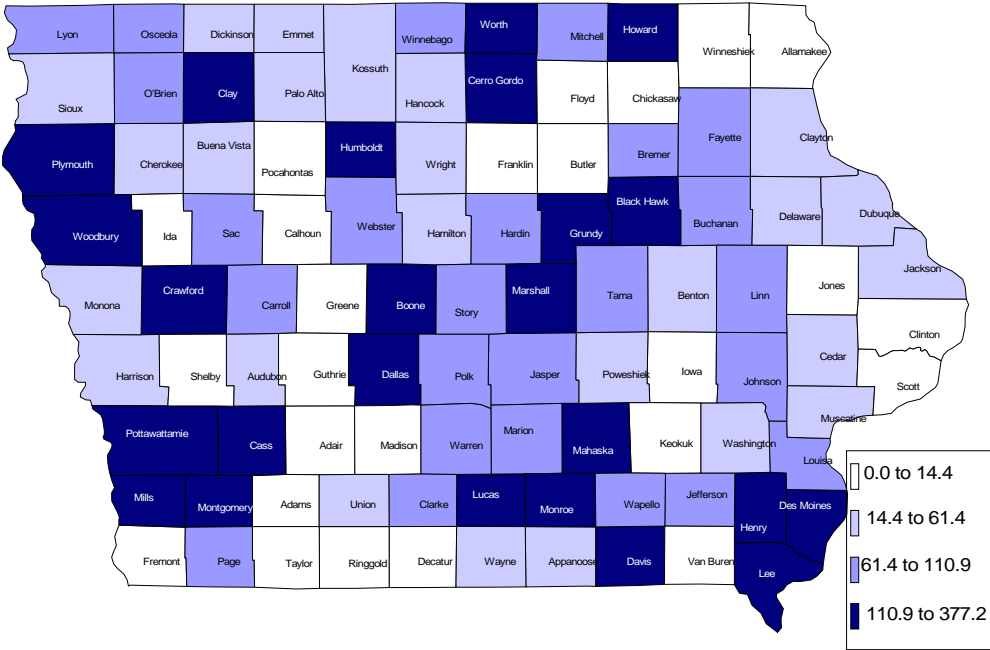 Lyon
Osceola
Dickinson
Emmet
Winnebago
Worth
Mitchell
Howard
Winneshiek
Allamakee
Kossuth
Sioux
O'Brien
Clay
Palo Alto
Hancock
Cerro Gordo
Floyd
Chickasaw
Fayette
Clayton
Plymouth
Cherokee
Buena Vista
Pocahontas
Humboldt
Wright
Franklin
Butler
Bremer
Woodbury
Ida
Sac
Calhoun
Webster
Hamilton
Hardin
Grundy
Black Hawk
Buchanan
Delaware
Dubuque
Monona
Crawford
Carroll
Greene
Boone
Story
Marshall
Tama
Benton
Linn
Jones
Jackson
Clinton
Harrison
Shelby
Audubon
Guthrie
Dallas
Polk
Jasper
Poweshiek
Iowa
Johnson
Cedar
Scott
Muscatine
Pottawattamie
Cass
Adair
Madison
Warren
Marion
Mahaska
Keokuk
Washington
Louisa
Mills
Montgomery
Adams
Union
Clarke
Lucas
Monroe
Wapello
Jefferson
Henry
Des Moines
Fremont
Page
Taylor
Ringgold
Decatur
Wayne
Appanoose
Davis
Van Buren
Lee
0.0 to 14.4
14.4 to 61.4
61.4 to 110.9
110.9 to 377.2